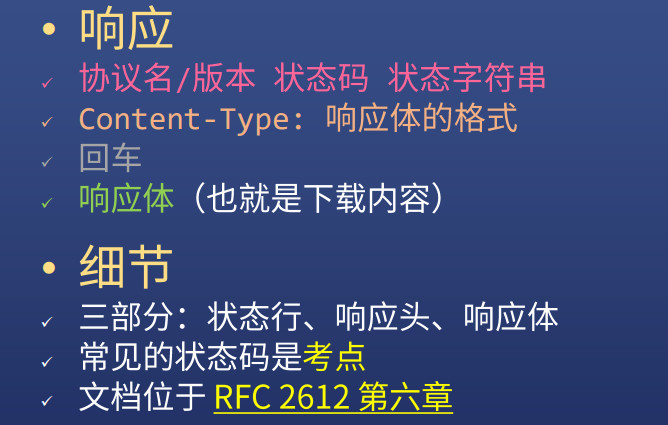 • 响应
✓ 协议名/版本 状态码 状态字符串
✓ Content-Type: 响应体的格式
✓ 回车
✓ 响应体（也就是下载内容）
• 细节
✓ 三部分：状态行、响应头、响应体
✓ 常见的状态码是考点
✓ 文档位于 RFC 2612 第六章